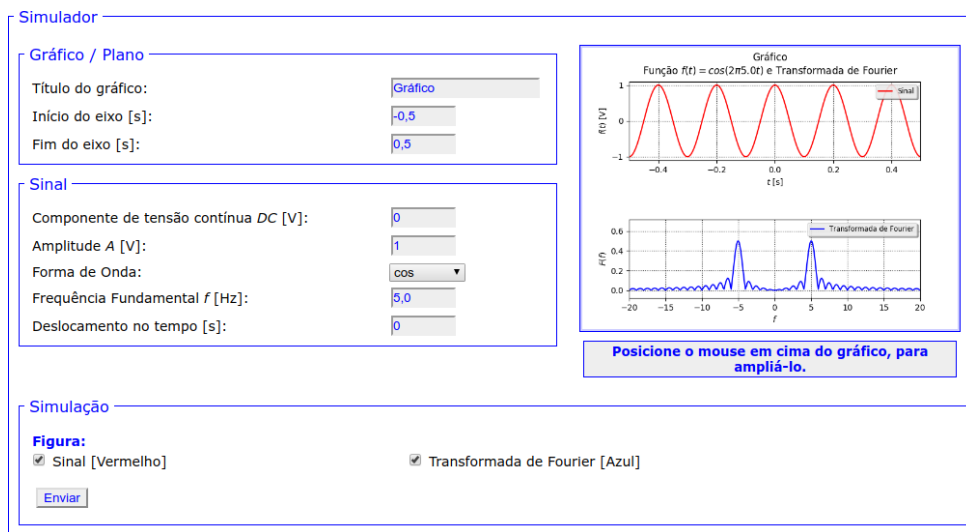 Simulador
Gráfico / Plano
Título do gráfico:
Gráfico
Início do eixo [s]:
-0,5
Fim do eixo [s]:
0,5
Sinal
Componente de tensão contínua DC [V]:
0
Amplitude A [V]:
1
Forma de Onda:
cos
Frequência Fundamental f [Hz]:
5,0
Deslocamento no tempo [s]:
0
Gráfico
Função f(t) = cos(2π5.0t) e Transformada de Fourier
Sinal
f(t) [V]
1
0
−1
−0.4 −0.2 0.0 0.2 0.4
t [s]
Transformada de Fourier
F(f)
0.6
0.4
0.2
0.0
−20 −15 −10 −5 0 5 10 15 20
f
Posicione o mouse em cima do gráfico, para
ampliá-lo.
Simulação
Figura:
Sinal [Vermelho]
Transformada de Fourier [Azul]
Enviar